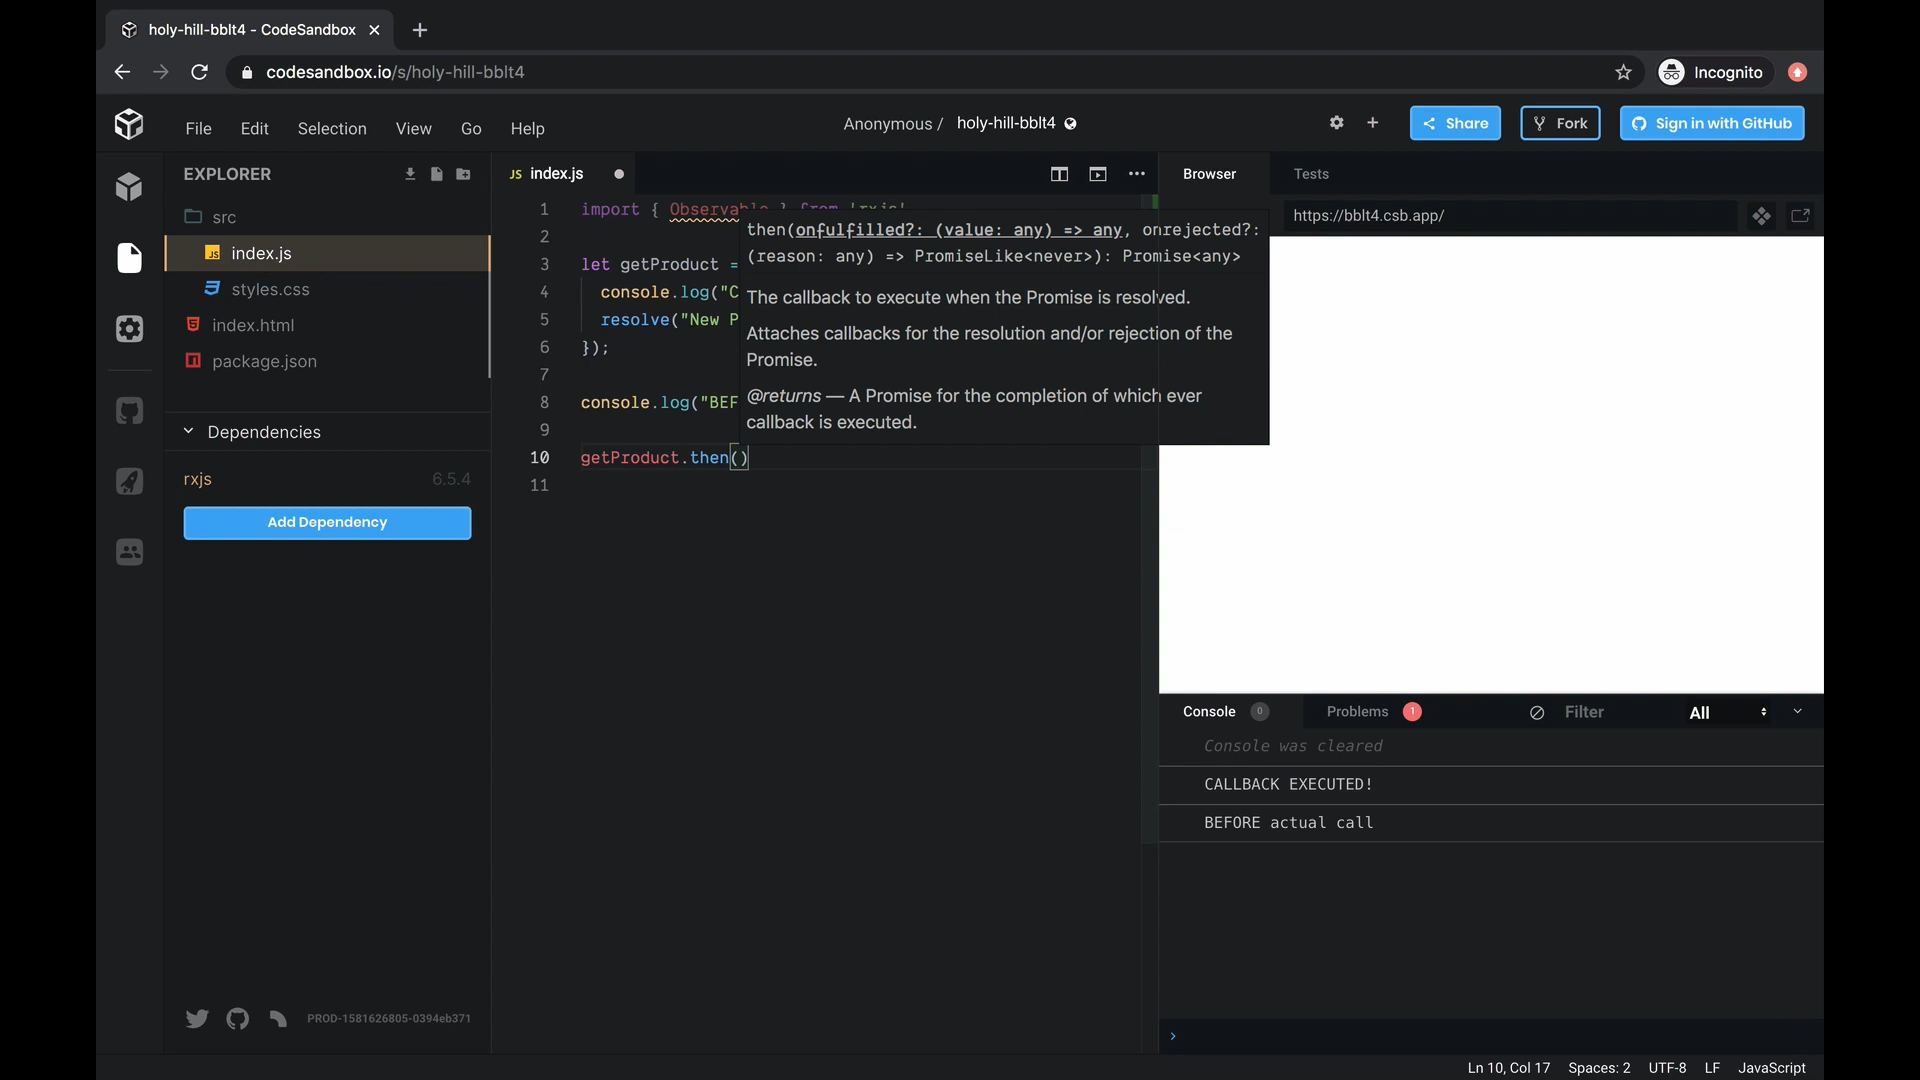 holy-hill-bblt4 - CodeSandbox
codesandbox.io/s/holy-hill-bblt4
Incognito
File Edit Selection View Go Help
Anonymous / holy-hill-bblt4
Share
Fork
Sign in with GitHub
EXPLORER
src
JS index.js
styles.css
index.html
package.json
Dependencies
rxjs 6.5.4
Add Dependency
PROD-1581626805-0394eb371
JS index.js
1 import { Observable } from 'rxjs'
2
3 let getProduct =
4 console.log("C
5 resolve("New P
6 });
7
8 console.log("BEF
9
10 getProduct.then()
11
then(onfulfilled?: (value: any) => any, onrejected?:
(reason: any) => PromiseLike<never>): Promise<any>
The callback to execute when the Promise is resolved.
Attaches callbacks for the resolution and/or rejection of the
Promise.
@returns — A Promise for the completion of which ever
callback is executed.
Browser Tests
https://bblt4.csb.app/
Console 0 Problems 1 Filter All
Console was cleared
CALLBACK EXECUTED!
BEFORE actual call
Ln 10, Col 17 Spaces: 2 UTF-8 LF JavaScript